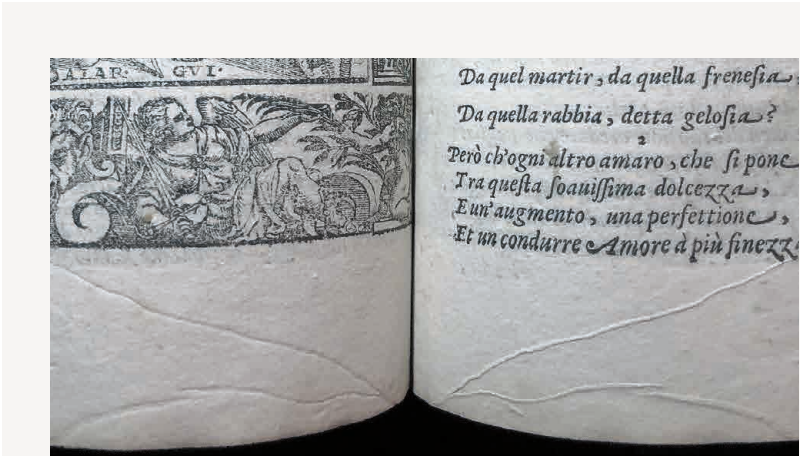 GVI·
Da quel martir, da quella freneſia,
Da quella rabbia, detta geloſia?
2
Però ch'ogni altro amaro, che ſi pone
Tra queſta ſoauiſſima dolcezza,
E un'augmento, una perfettione,
Et un condurre Amore à più finezz